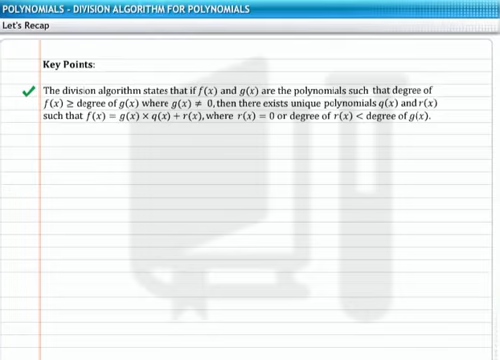 POLYNOMIALS - DIVISION ALGORITHM FOR POLYNOMIALS
Let's Recap
Key Points:
The division algorithm states that if f(x) and g(x) are the polynomials such that degree of
f(x) ≥ degree of g(x) where g(x) ≠ 0, then there exists unique polynomials q(x) and r(x)
such that f(x) = g(x) × q(x) + r(x), where r(x) = 0 or degree of r(x) < degree of g(x).